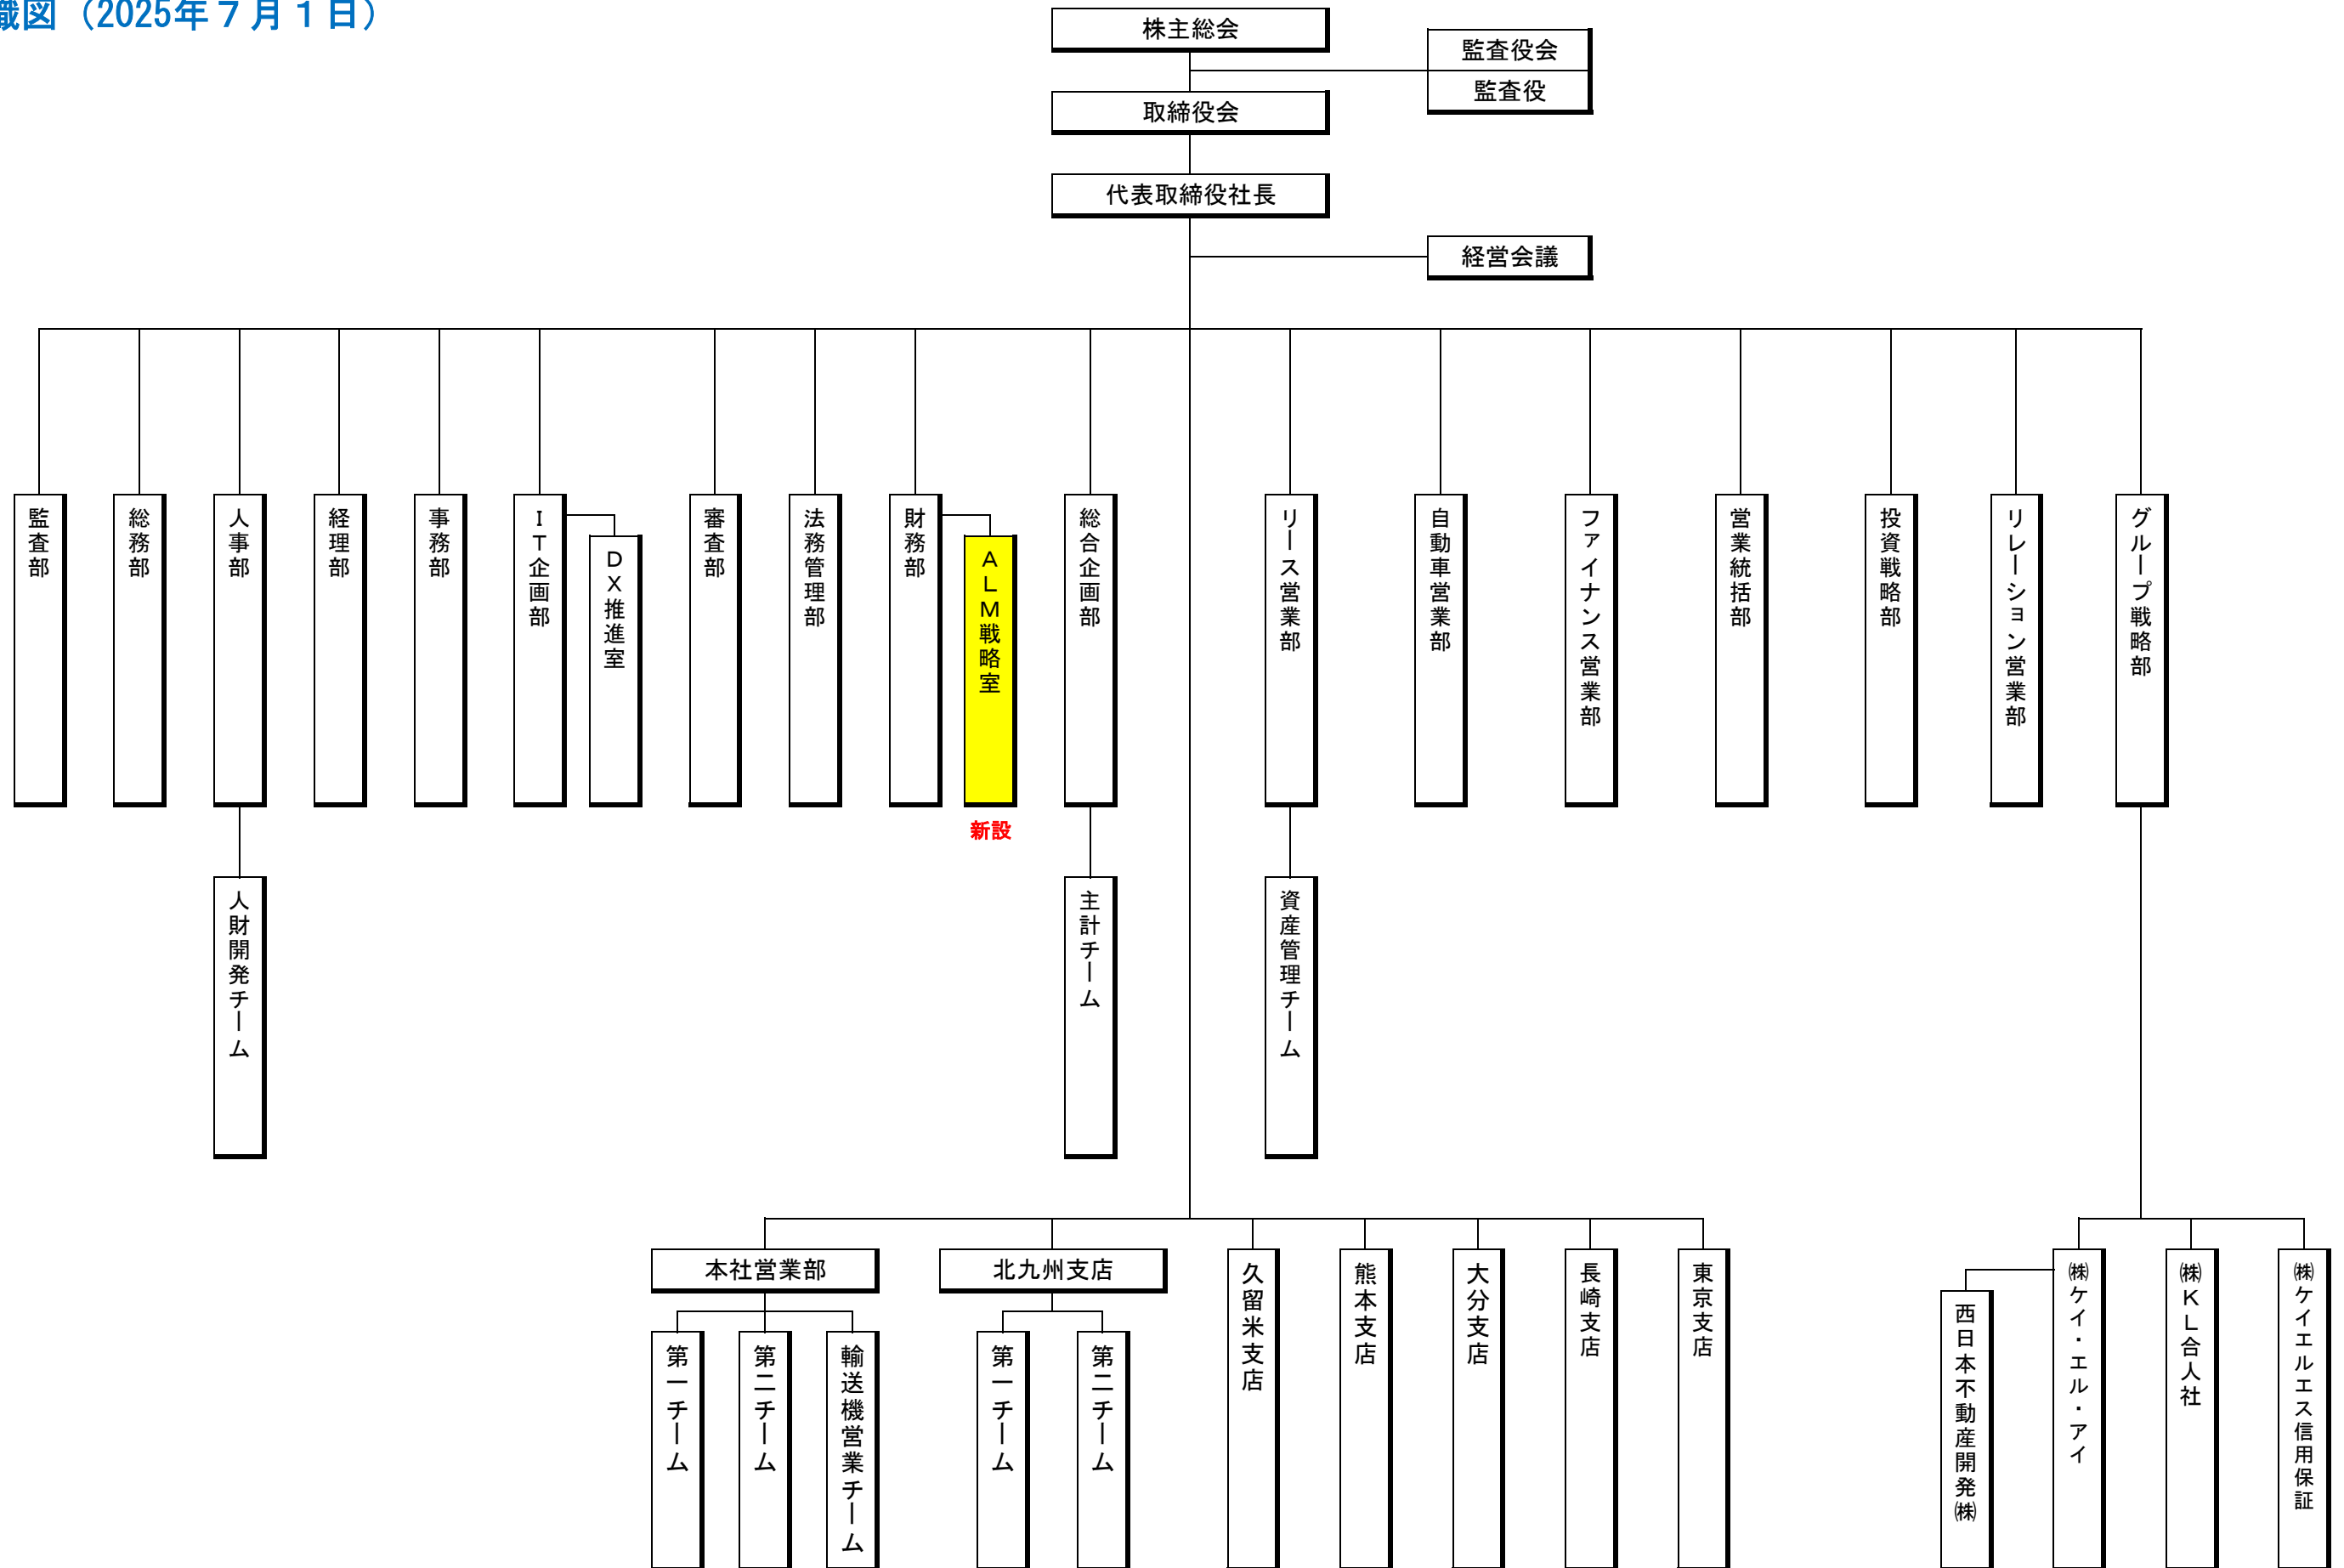 織図（2025年７月１日）
株主総会
監査役会
監査役
取締役会
代表取締役社長
経営会議
監査部
総務部
人事部
経理部
事務部
ＩＴ企画部
ＤＸ推進室
審査部
法務管理部
財務部
ＡＬＭ戦略室
総合企画部
リース営業部
自動車営業部
ファイナンス営業部
営業統括部
投資戦略部
リレーション営業部
グループ戦略部
新設
人財開発チーム
主計チーム
資産管理チーム
本社営業部
北九州支店
久留米支店
熊本支店
大分支店
長崎支店
東京支店
西日本不動産開発㈱
㈱ケイ・エル・アイ
㈱ＫＬ合人社
㈱ケイエルエス信用保証
第一チーム
第二チーム
輸送機営業チーム
第一チーム
第二チーム